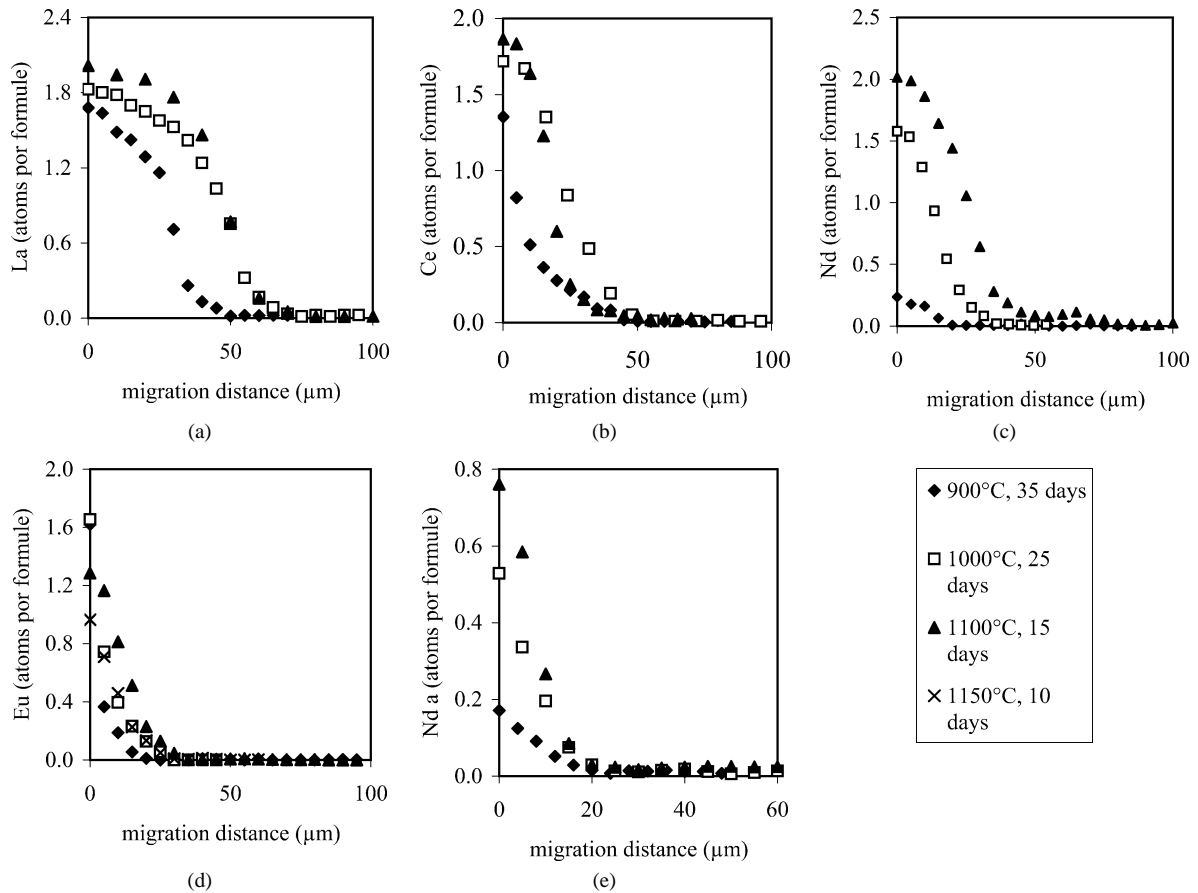 2.4
1.8
1.2
0.6
0.0
0
50
100
La (atoms por formule)
migration distance (µm)
(a)
2.0
1.5
1.0
0.5
0.0
0
50
100
Ce (atoms por formule)
migration distance (µm)
(b)
2.5
2.0
1.5
1.0
0.5
0.0
0
50
100
Nd (atoms por formule)
migration distance (µm)
(c)
2.0
1.6
1.2
0.8
0.4
0.0
0
50
100
Eu (atoms por formule)
migration distance (µm)
(d)
0.8
0.6
0.4
0.2
0.0
0
20
40
60
Nd a (atoms por formule)
migration distance (µm)
(e)
900°C, 35 days
1000°C, 25
days
1100°C, 15
days
1150°C, 10
days